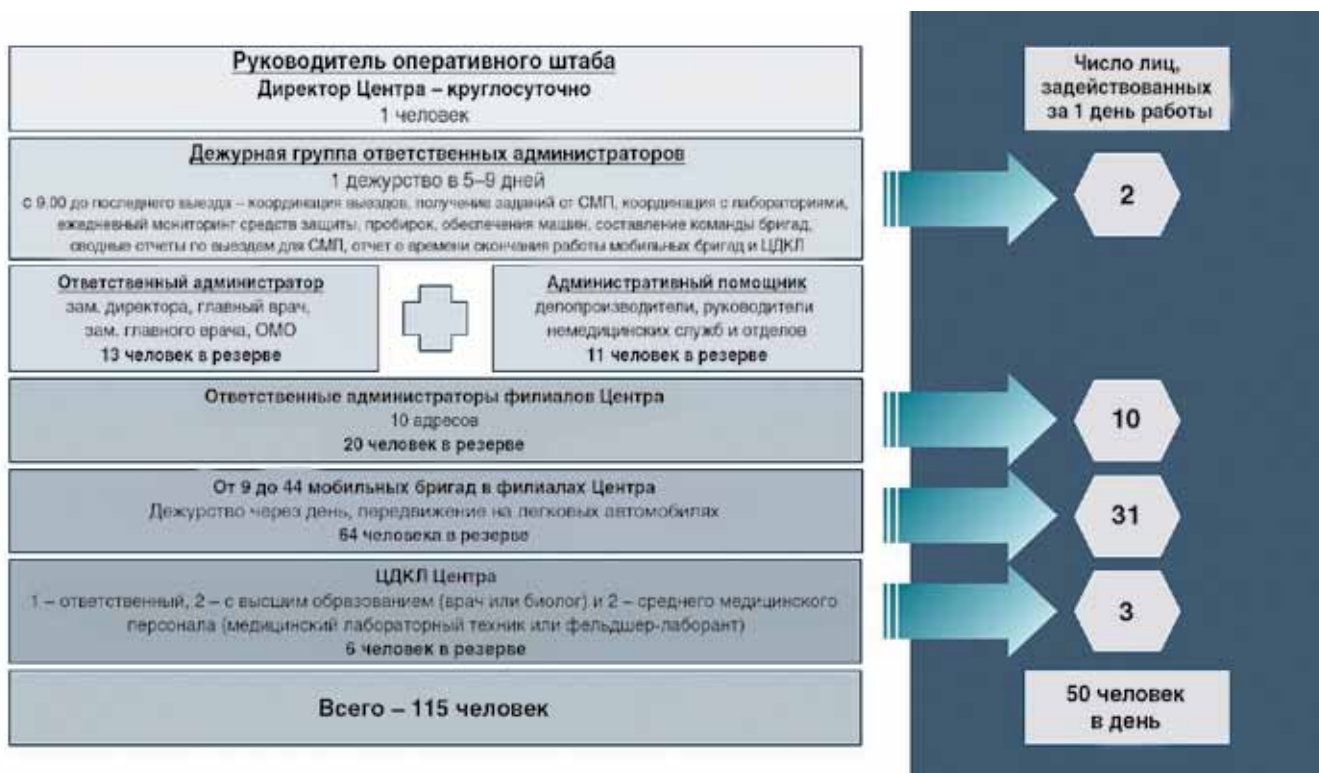 Руководитель оперативного штаба
Директор Центра – круглосуточно
1 человек
Дежурная группа ответственных администраторов
1 дежурство в 5–9 дней
с 9.00 до последнего выезда – координация выездов, получение заданий от СМП, координация с лабораториями,
ежедневный мониторинг средств защиты, пробирок, обеспечения машин, составление команды бригад,
сводные отчеты по выездам для СМП, отчет о времени окончания работы мобильных бригад и ЦДКЛ
Ответственный администратор
зам. директора, главный врач,
зам. главного врача, ОМО
13 человек в резерве
Административный помощник
делопроизводители, руководители
немедицинских служб и отделов
11 человек в резерве
Ответственные администраторы филиалов Центра
10 адресов
20 человек в резерве
От 9 до 44 мобильных бригад в филиалах Центра
Дежурство через день, передвижение на легковых автомобилях
64 человека в резерве
ЦДКЛ Центра
1 – ответственный, 2 – с высшим образованием (врач или биолог) и 2 – среднего медицинского
персонала (медицинский лабораторный техник или фельдшер-лаборант)
6 человек в резерве
Всего – 115 человек
Число лиц,
задействованных
за 1 день работы
2
10
31
3
50 человек
в день